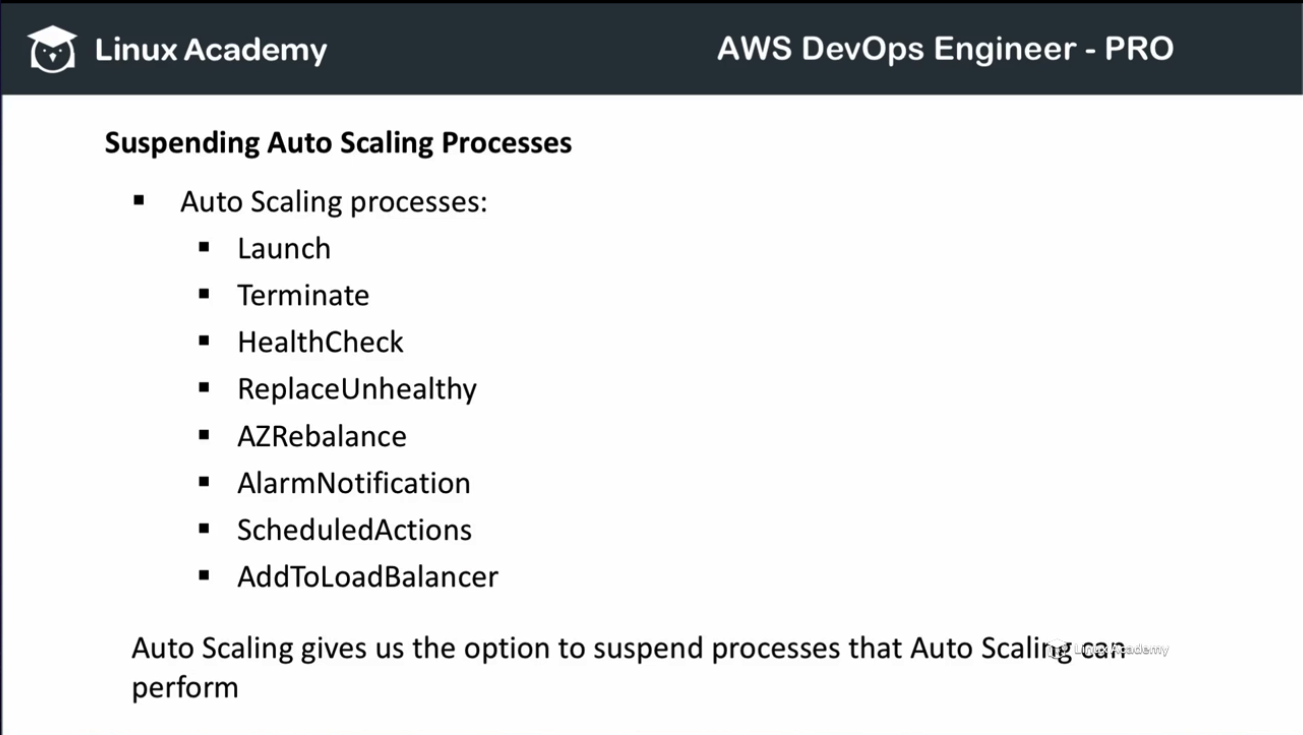 Linux Academy
AWS DevOps Engineer - PRO
Suspending Auto Scaling Processes
Auto Scaling processes:
Launch
Terminate
HealthCheck
ReplaceUnhealthy
AZRebalance
AlarmNotification
ScheduledActions
AddToLoadBalancer
Auto Scaling gives us the option to suspend processes that Auto Scaling can
perform
Linux Academy